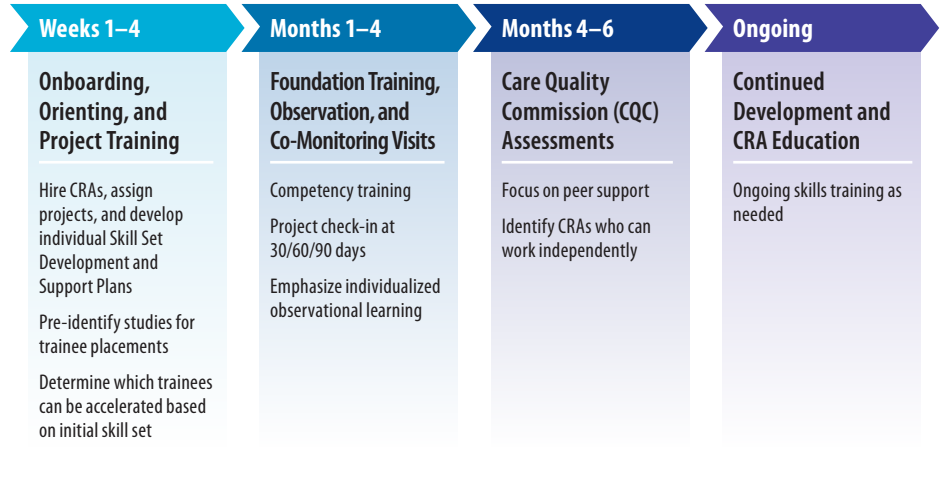 Weeks 1–4
Onboarding,
Orienting, and
Project Training
Hire CRAs, assign
projects, and develop
individual Skill Set
Development and
Support Plans
Pre-identify studies for
trainee placements
Determine which trainees
can be accelerated based
on initial skill set
Months 1–4
Foundation Training,
Observation, and
Co-Monitoring Visits
Competency training
Project check-in at
30/60/90 days
Emphasize individualized
observational learning
Months 4–6
Care Quality
Commission (CQC)
Assessments
Focus on peer support
Identify CRAs who can
work independently
Ongoing
Continued
Development and
CRA Education
Ongoing skills training as
needed